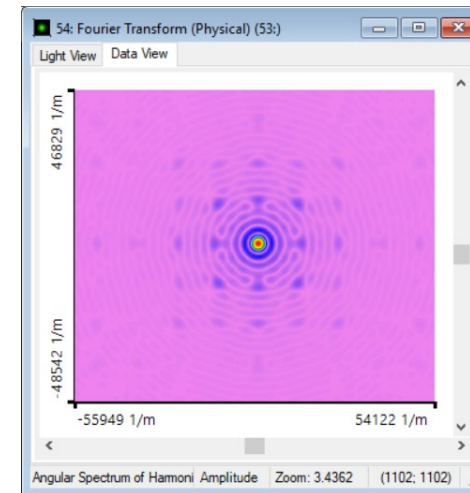 54: Fourier Transform (Physical) (53:)
Light View Data View
46829 1/m
-48542 1/m
-55949 1/m 54122 1/m
Angular Spectrum of Harmoni Amplitude Zoom: 3.4362 (1102; 1102)